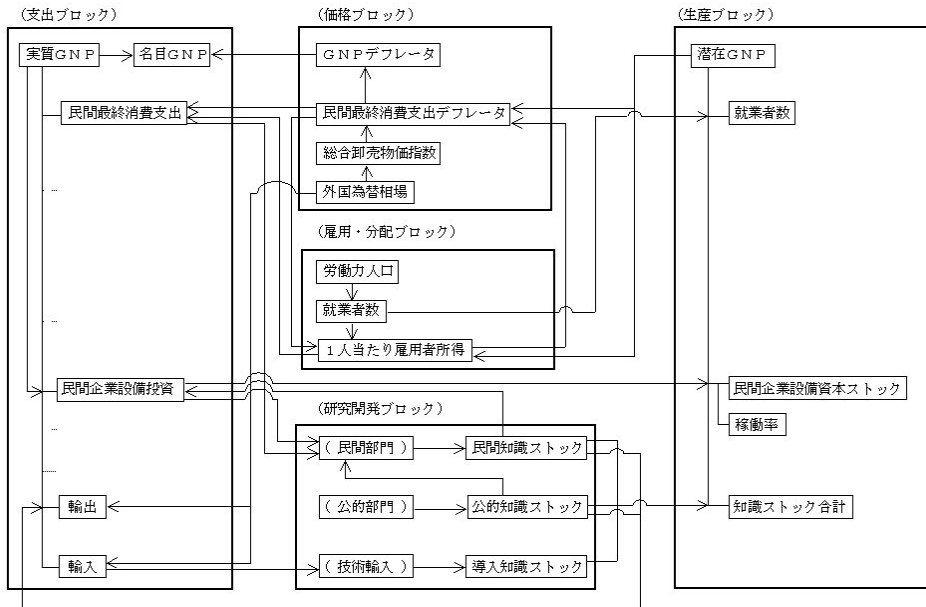 (支出ブロック)
(価格ブロック)
(生産ブロック)
実質GNP
名目GNP
GNPデフレータ
潜在GNP
民間最終消費支出
民間最終消費支出デフレータ
就業者数
総合卸売物価指数
外国為替相場
(雇用・分配ブロック)
労働力人口
就業者数
1人当たり雇用者所得
民間企業設備投資
民間企業設備資本ストック
(研究開発ブロック)
稼働率
(民間部門)
民間知識ストック
輸出
(公的部門)
公的知識ストック
知識ストック合計
輸入
(技術輸入)
導入知識ストック